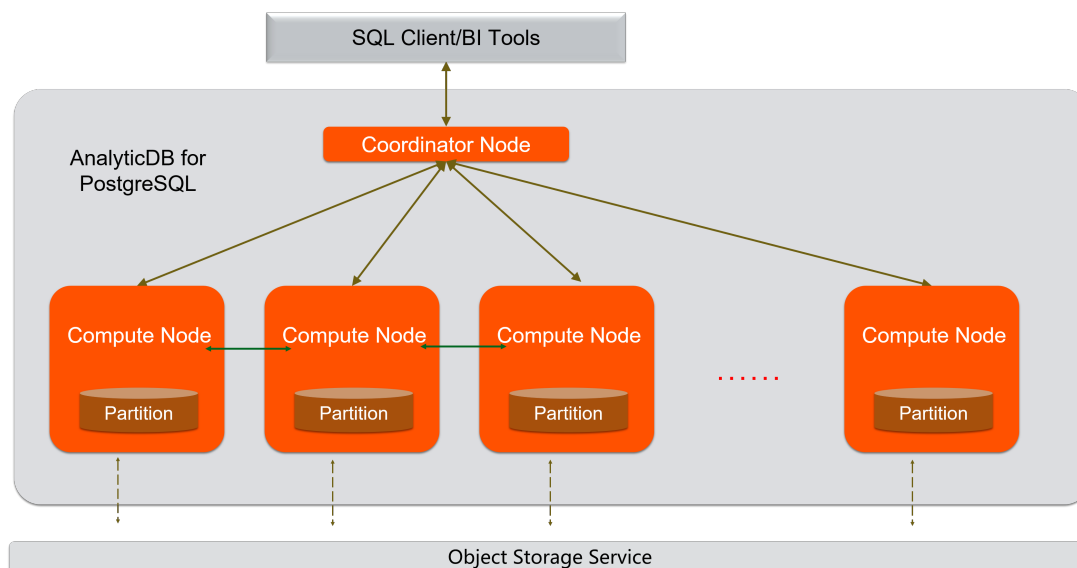 SQL Client/BI Tools
Coordinator Node
AnalyticDB for
PostgreSQL
Compute Node
Compute Node
Compute Node
Compute Node
......
Partition
Partition
Partition
Partition
Object Storage Service